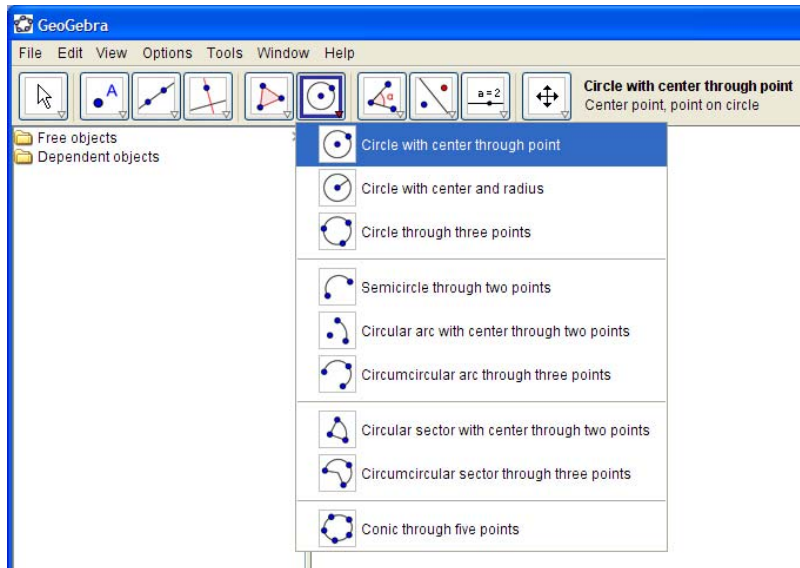 GeoGebra
File Edit View Options Tools Window Help
A
α
a = 2
Circle with center through point
Center point, point on circle
Free objects
Dependent objects
Circle with center through point
Circle with center and radius
Circle through three points
Semicircle through two points
Circular arc with center through two points
Circumcircular arc through three points
Circular sector with center through two points
Circumcircular sector through three points
Conic through five points